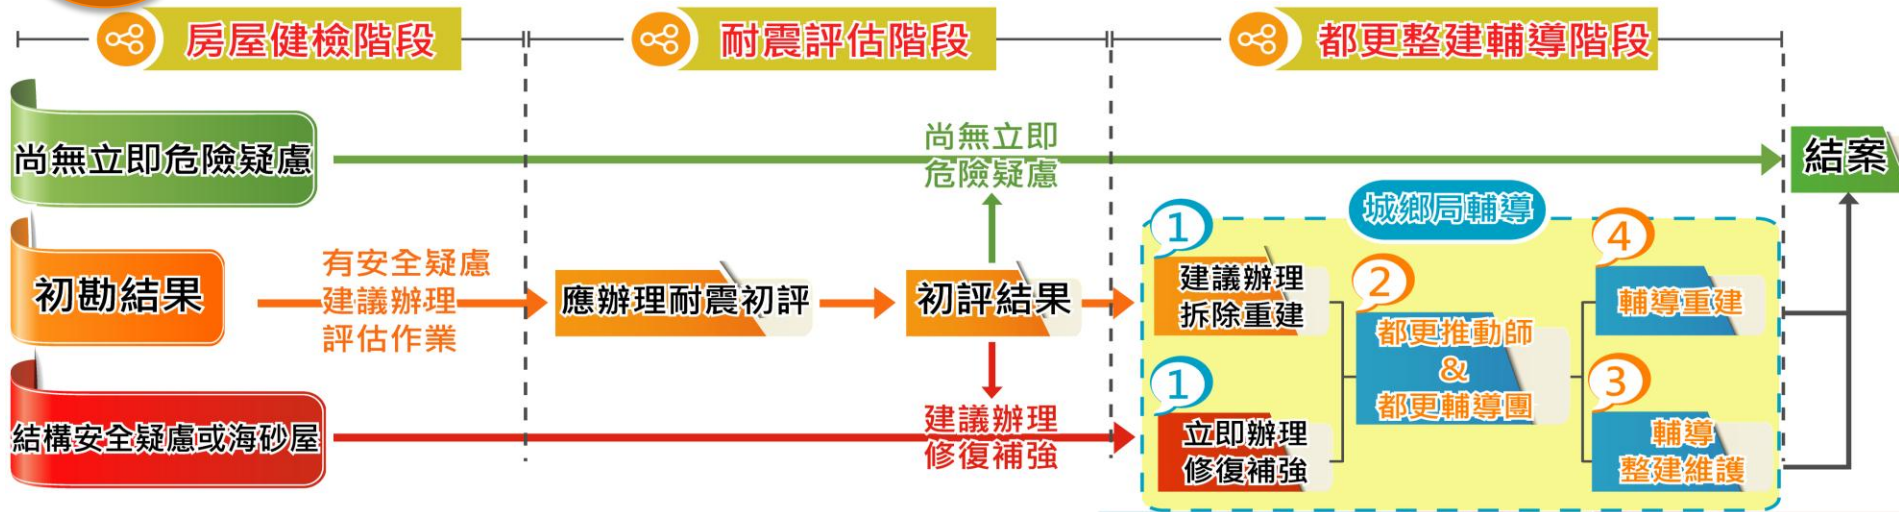 房屋健檢階段
耐震評估階段
都更整建輔導階段
尚無立即危險疑慮
尚無立即
危險疑慮
結案
城鄉局輔導
初勘結果
有安全疑慮
建議辦理
評估作業
應辦理耐震初評
初評結果
1
建議辦理
拆除重建
2
都更推動師
&
都更輔導團
4
輔導重建
結構安全疑慮或海砂屋
建議辦理
修復補強
1
立即辦理
修復補強
3
輔導
整建維護